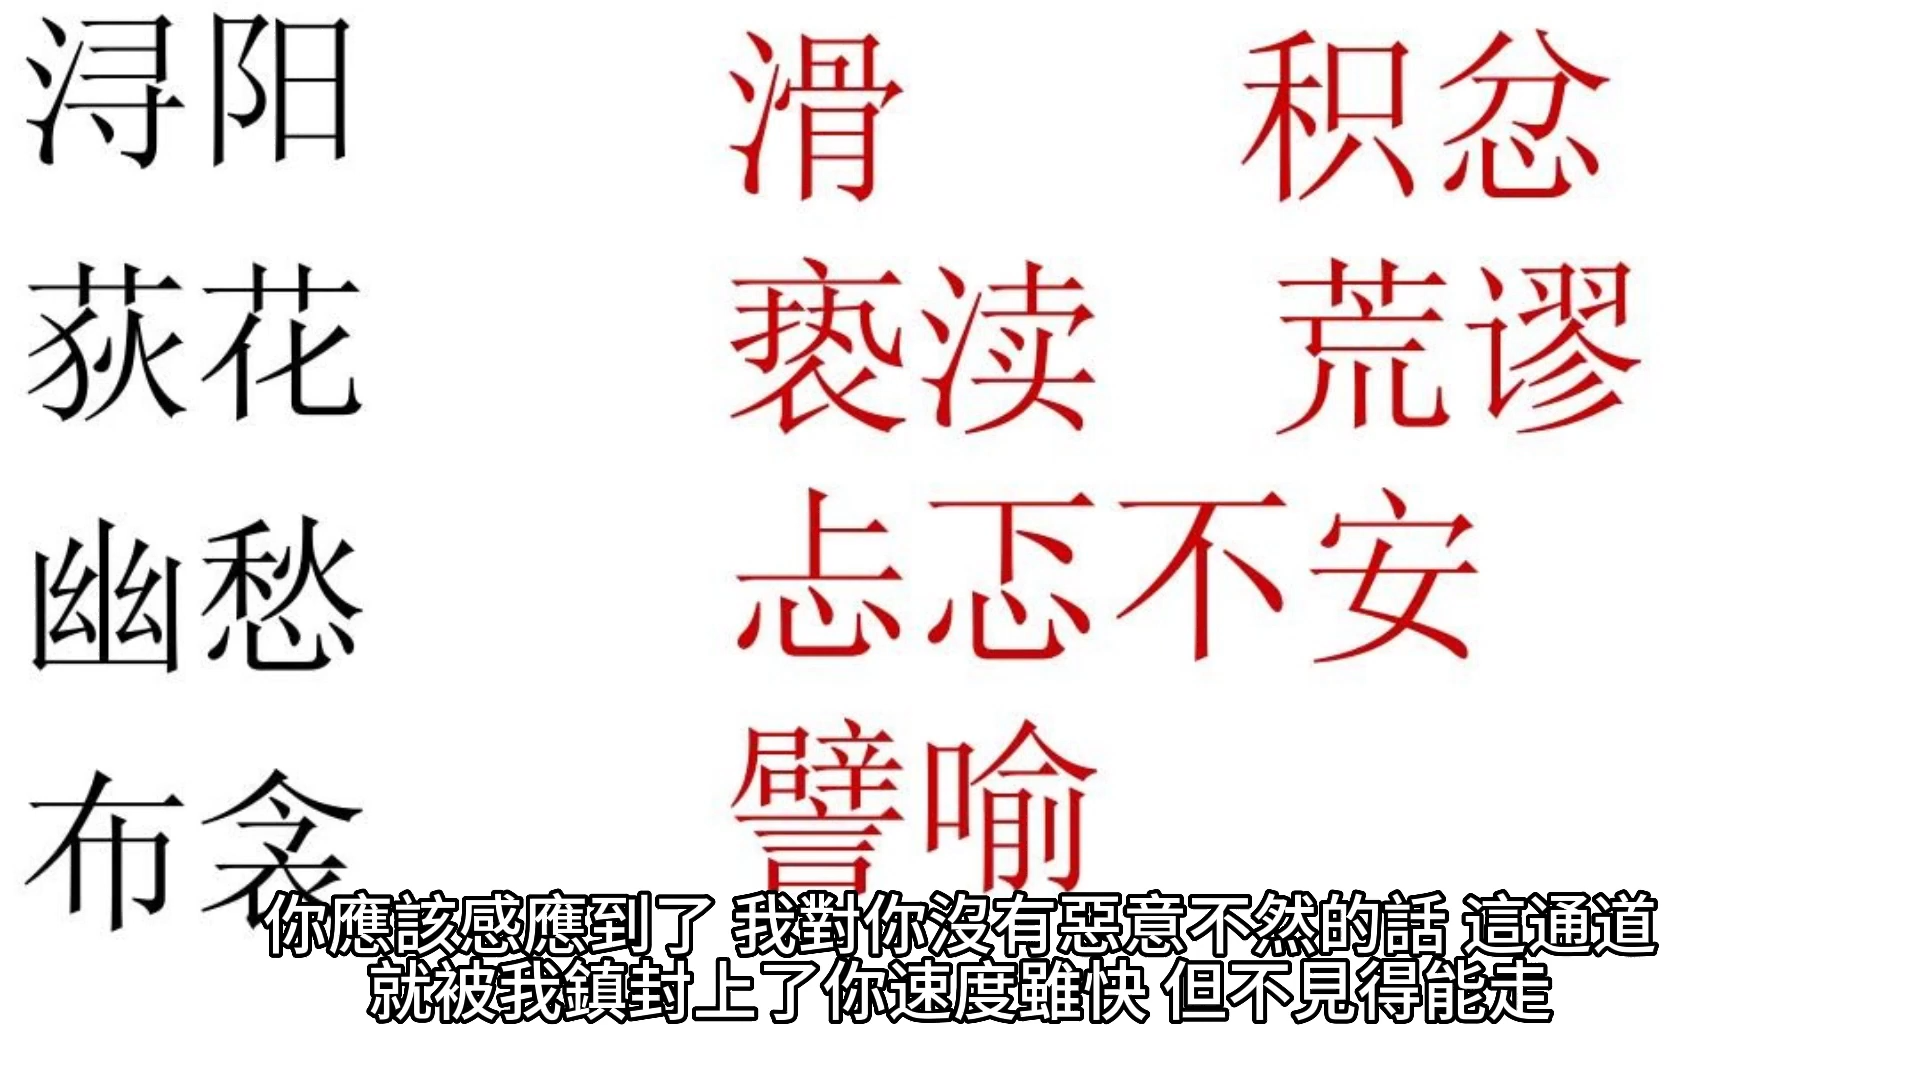 浔阳 滑 积忿
荻花 亵渎 荒谬
幽愁 忐忑不安
布衾 譬喻
你應該感應到了 我對你沒有惡意不然的話 這通道
就被我鎮封上了你速度雖快 但不見得能走